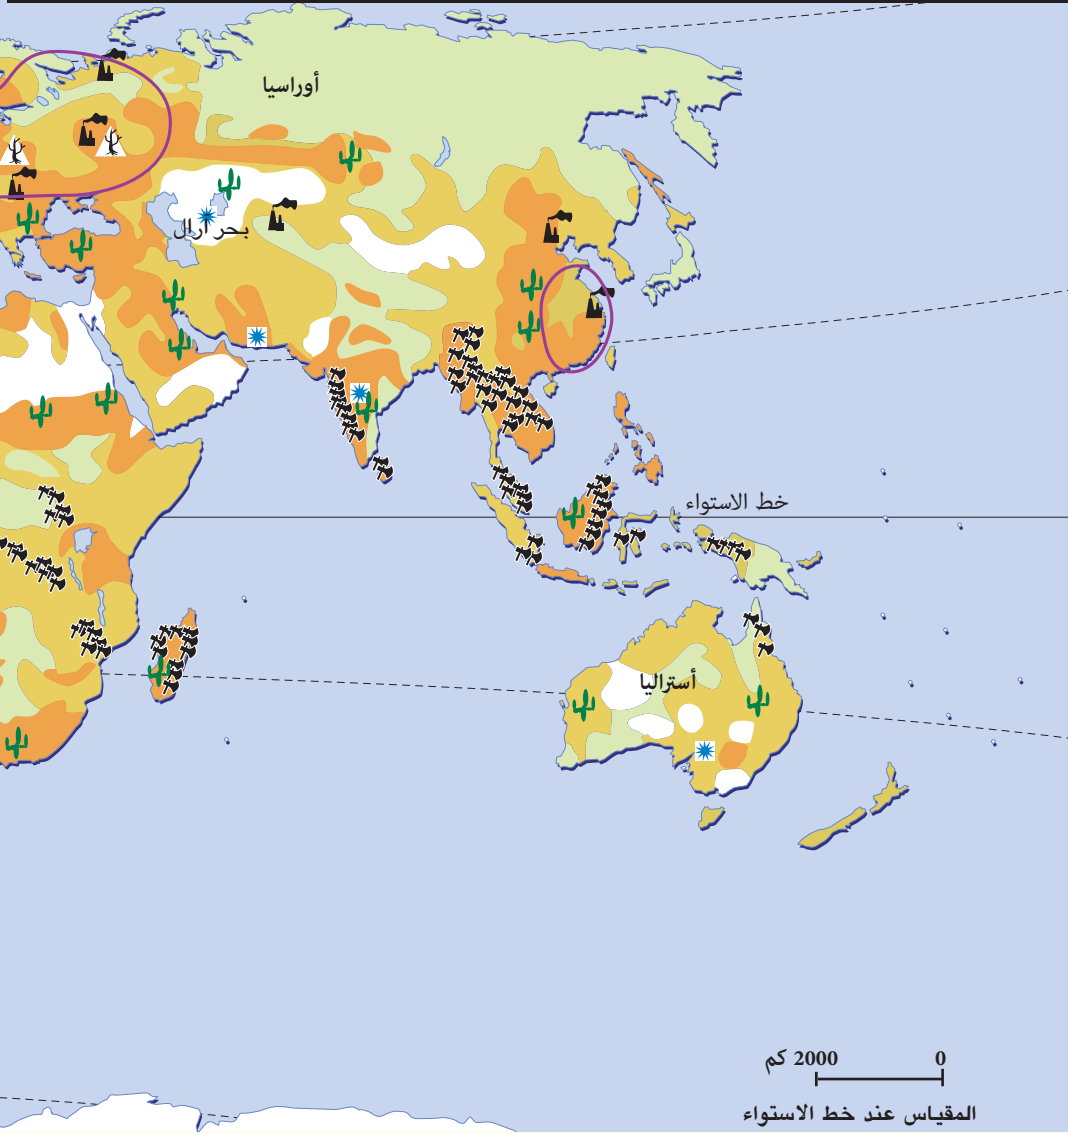 أوراسيا
بحر آرال
خط الاستواء
أستراليا
0
2000 كم
المقياس عند خط الاستواء